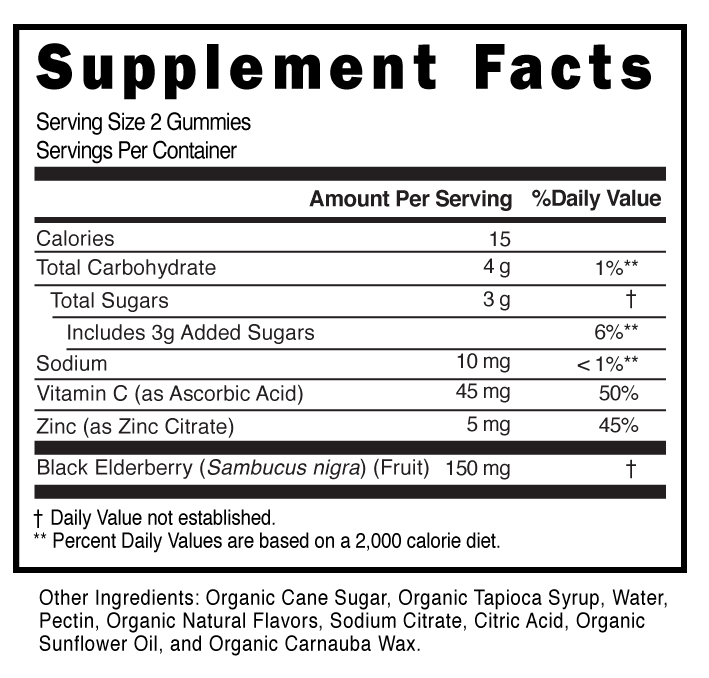 Supplement Facts
Serving Size 2 Gummies
Servings Per Container
Amount Per Serving %Daily Value
Calories 15
Total Carbohydrate 4 g 1%**
Total Sugars 3 g †
Includes 3g Added Sugars 6%**
Sodium 10 mg < 1%**
Vitamin C (as Ascorbic Acid) 45 mg 50%
Zinc (as Zinc Citrate) 5 mg 45%
Black Elderberry (Sambucus nigra) (Fruit) 150 mg †
† Daily Value not established.
** Percent Daily Values are based on a 2,000 calorie diet.
Other Ingredients: Organic Cane Sugar, Organic Tapioca Syrup, Water,
Pectin, Organic Natural Flavors, Sodium Citrate, Citric Acid, Organic
Sunflower Oil, and Organic Carnauba Wax.